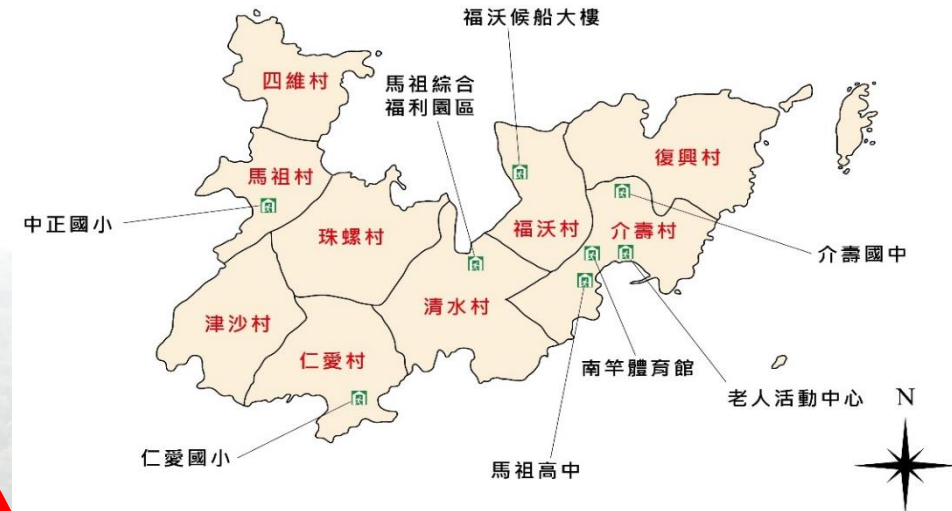 福沃候船大樓
四維村
馬祖綜合
福利園區
復興村
馬祖村
中正國小
珠螺村
福沃村
介壽村
介壽國中
清水村
津沙村
仁愛村
南竿體育館
老人活動中心
N
仁愛國小
馬祖高中